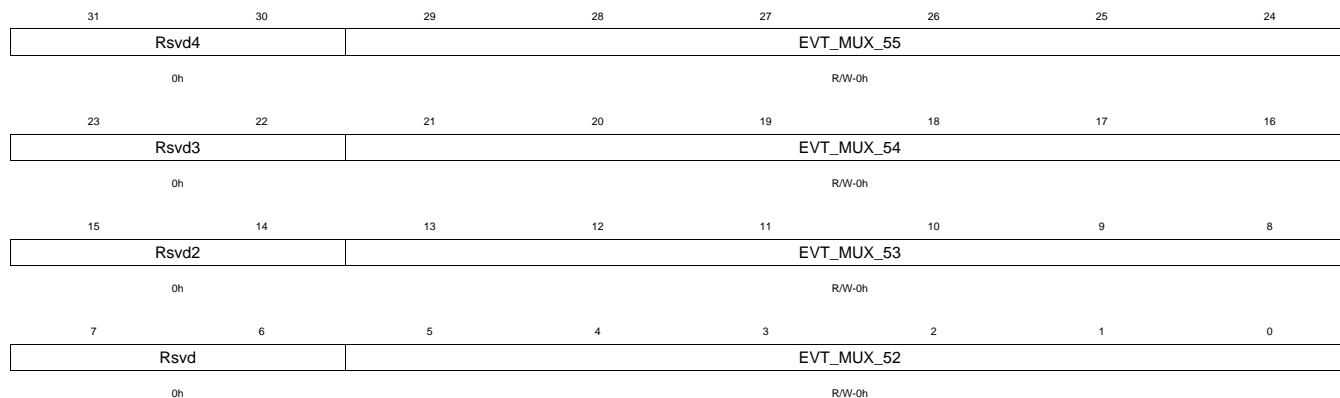 31 30 29 28 27 26 25 24
Rsvd4 EVT_MUX_55
0h R/W-0h
23 22 21 20 19 18 17 16
Rsvd3 EVT_MUX_54
0h R/W-0h
15 14 13 12 11 10 9 8
Rsvd2 EVT_MUX_53
0h R/W-0h
7 6 5 4 3 2 1 0
Rsvd EVT_MUX_52
0h R/W-0h